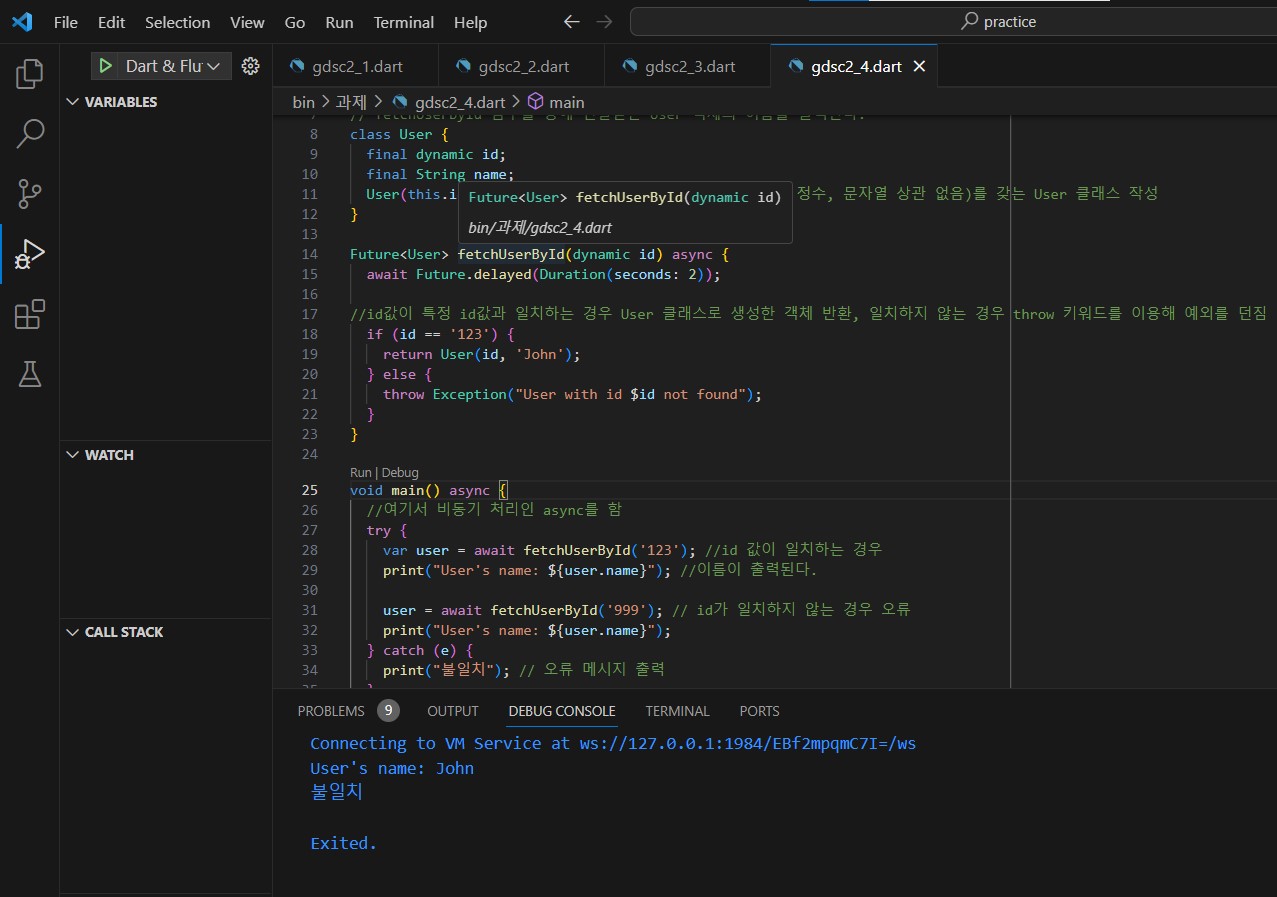 File Edit Selection View Go Run Terminal Help
practice
Dart & Flu
gdsc2_1.dart
gdsc2_2.dart
gdsc2_3.dart
gdsc2_4.dart
VARIABLES
bin > 과제 > gdsc2_4.dart > main
8 class User {
9 final dynamic id;
10 final String name;
11 User(this.i 정수, 문자열 상관 없음)를 갖는 User 클래스 작성
Future<User> fetchUserById(dynamic id)
bin/과제/gdsc2_4.dart
12 }
13
14 Future<User> fetchUserById(dynamic id) async {
15 await Future.delayed(Duration(seconds: 2));
16
17 //id값이 특정 id값과 일치하는 경우 User 클래스로 생성한 객체 반환, 일치하지 않는 경우 throw 키워드를 이용해 예외를 던짐
18 if (id == '123') {
19 return User(id, 'John');
20 } else {
21 throw Exception("User with id $id not found");
22 }
23 }
24
Run | Debug
25 void main() async {
26 //여기서 비동기 처리인 async를 함
27 try {
28 var user = await fetchUserById('123'); //id 값이 일치하는 경우
29 print("User's name: ${user.name}"); //이름이 출력된다.
30
31 user = await fetchUserById('999'); // id가 일치하지 않는 경우 오류
32 print("User's name: ${user.name}");
33 } catch (e) {
34 print("불일치"); // 오류 메시지 출력
WATCH
CALL STACK
PROBLEMS 9 OUTPUT DEBUG CONSOLE TERMINAL PORTS
Connecting to VM Service at ws://127.0.0.1:1984/EBf2mpqmC7I=/ws
User's name: John
불일치
Exited.